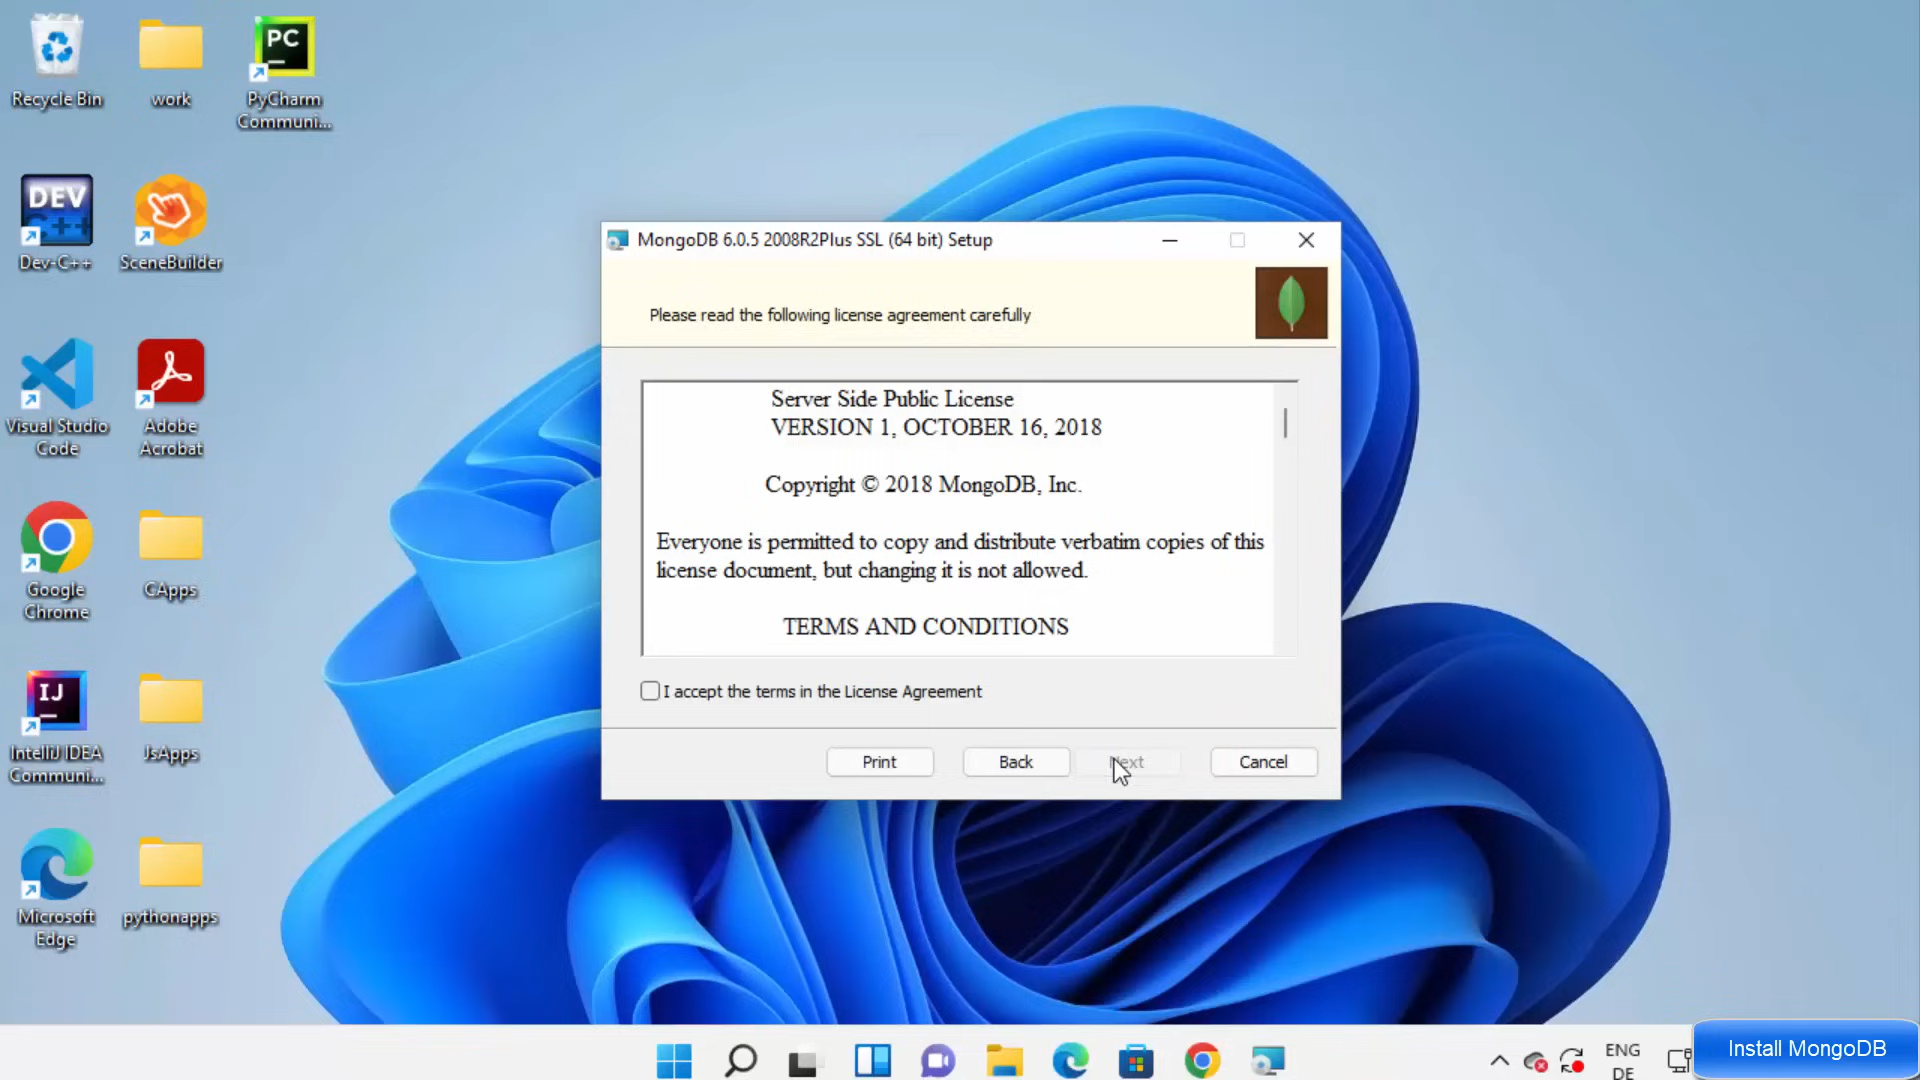 Recycle Bin
work
PC
PyCharm
Communi...
DEV
C++
Dev-C++
SceneBuilder
Visual Studio
Code
Adobe
Acrobat
Google
Chrome
CApps
IJ
IntelliJ IDEA
Communi...
JsApps
Microsoft
Edge
pythonapps
MongoDB 6.0.5 2008R2Plus SSL (64 bit) Setup
Please read the following license agreement carefully
Server Side Public License
VERSION 1, OCTOBER 16, 2018
Copyright © 2018 MongoDB, Inc.
Everyone is permitted to copy and distribute verbatim copies of this
license document, but changing it is not allowed.
TERMS AND CONDITIONS
I accept the terms in the License Agreement
Print
Back
Next
Cancel
ENG
DE
Install MongoDB